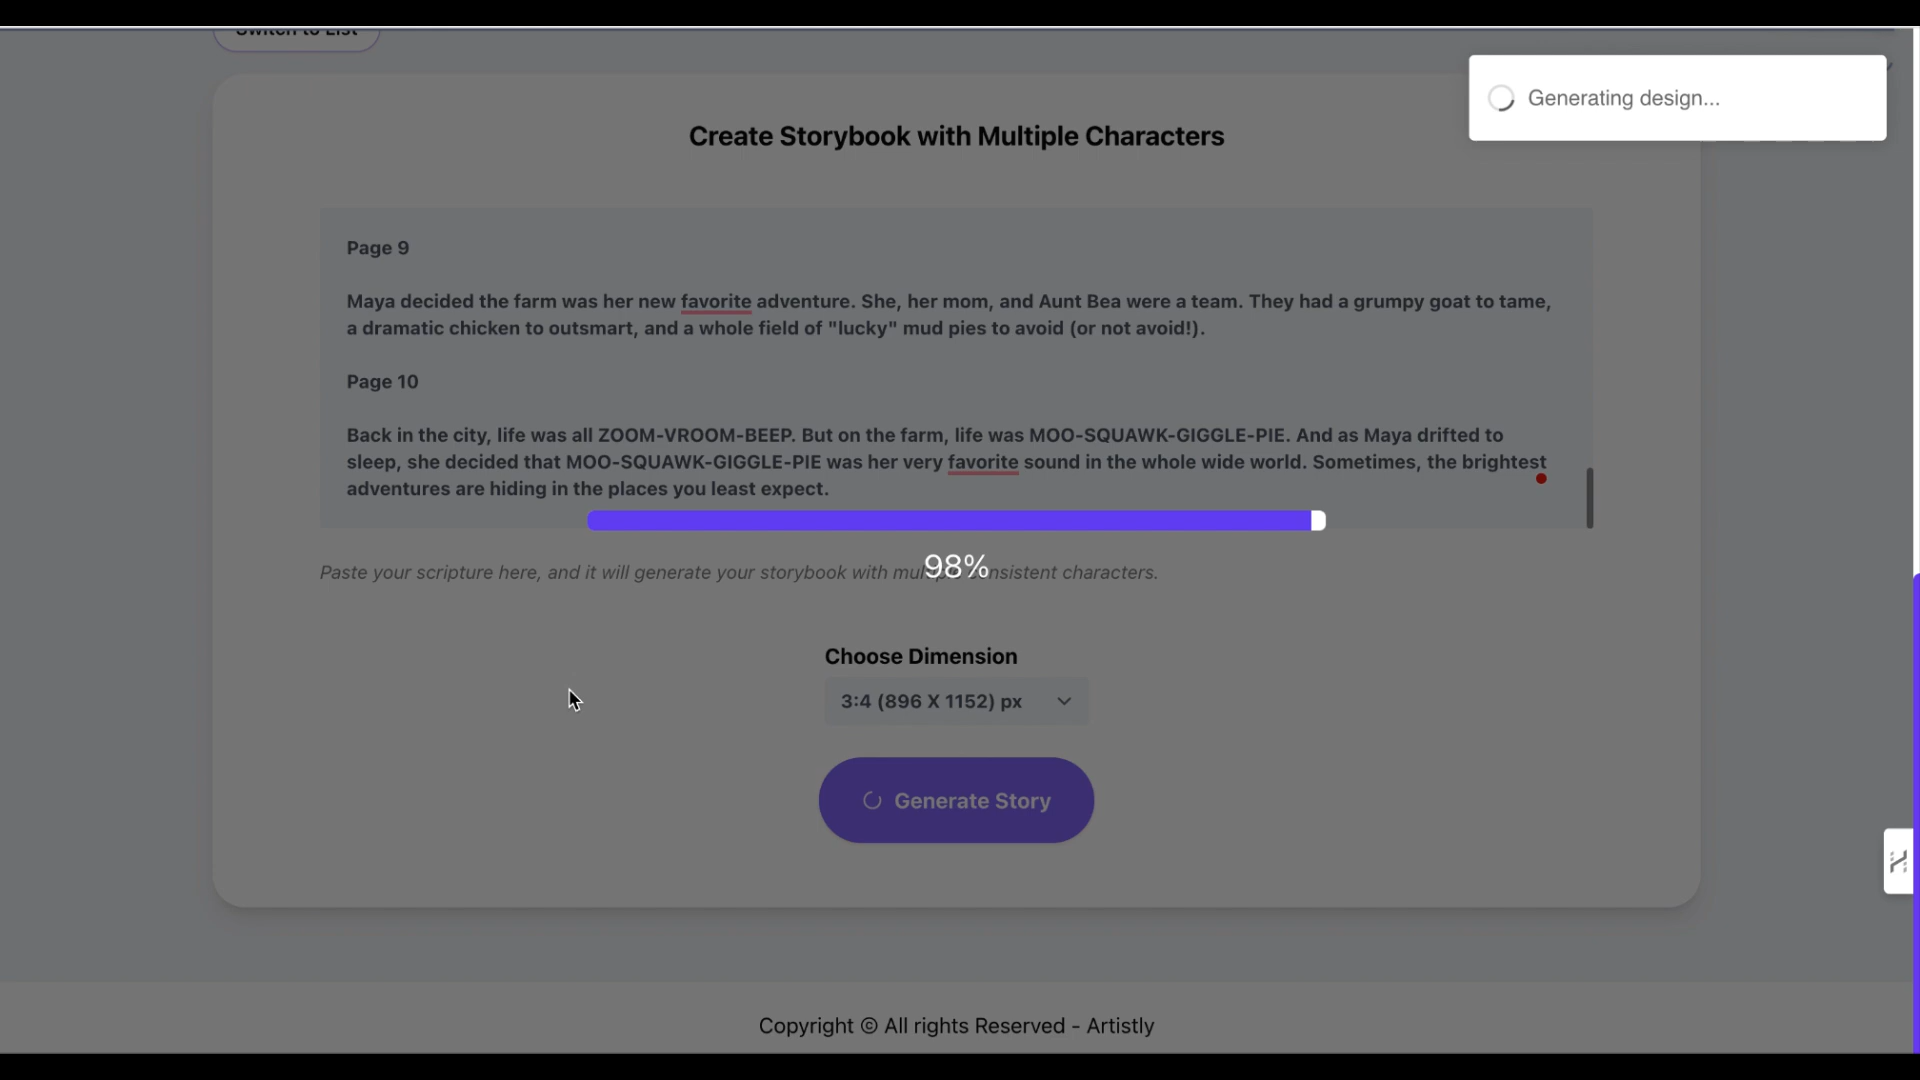 Switch to List
Generating design...
Create Storybook with Multiple Characters
Page 9
Maya decided the farm was her new favorite adventure. She, her mom, and Aunt Bea were a team. They had a grumpy goat to tame,
a dramatic chicken to outsmart, and a whole field of "lucky" mud pies to avoid (or not avoid!).
Page 10
Back in the city, life was all ZOOM-VROOM-BEEP. But on the farm, life was MOO-SQUAWK-GIGGLE-PIE. And as Maya drifted to
sleep, she decided that MOO-SQUAWK-GIGGLE-PIE was her very favorite sound in the whole wide world. Sometimes, the brightest
adventures are hiding in the places you least expect.
98%
Paste your scripture here, and it will generate your storybook with multiple consistent characters.
Choose Dimension
3:4 (896 X 1152) px
Generate Story
Copyright © All rights Reserved - Artistly